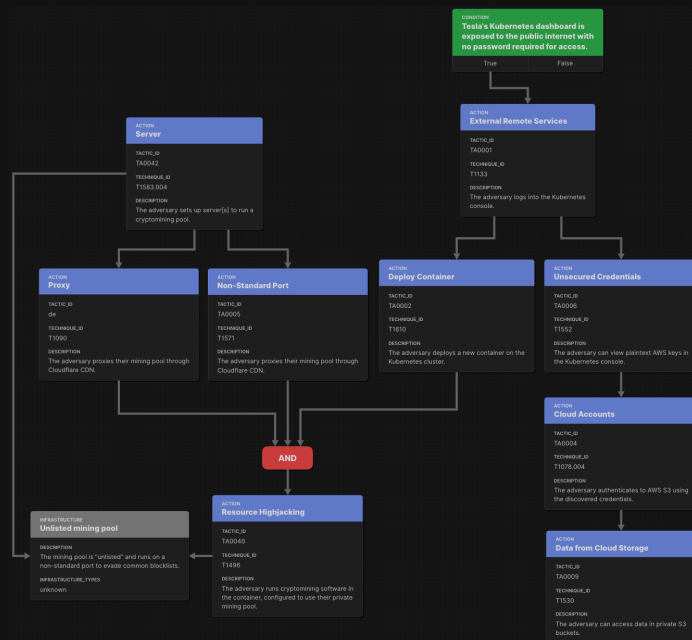 CONDITION
Tesla's Kubernetes dashboard is
exposed to the public internet with
no password required for access.
True
False
ACTION
External Remote Services
TACTIC_ID
TA0001
TECHNIQUE_ID
T1133
DESCRIPTION
The adversary logs into the Kubernetes
console.
ACTION
Server
TACTIC_ID
TA0042
TECHNIQUE_ID
T1583.004
DESCRIPTION
The adversary sets up server[s] to run a
cryptomining pool.
ACTION
Proxy
TACTIC_ID
de
TECHNIQUE_ID
T1090
DESCRIPTION
The adversary proxies their mining pool through
Cloudflare CDN.
ACTION
Non-Standard Port
TACTIC_ID
TA0005
TECHNIQUE_ID
T1571
DESCRIPTION
The adversary proxies their mining pool through
Cloudflare CDN.
ACTION
Deploy Container
TACTIC_ID
TA0002
TECHNIQUE_ID
T1610
DESCRIPTION
The adversary deploys a new container on the
Kubernetes cluster.
ACTION
Unsecured Credentials
TACTIC_ID
TA0006
TECHNIQUE_ID
T1552
DESCRIPTION
The adversary can view plaintext AWS keys in
the Kubernetes console.
ACTION
Cloud Accounts
TACTIC_ID
TA0004
TECHNIQUE_ID
T1078.004
DESCRIPTION
The adversary authenticates to AWS S3 using
the discovered credentials.
AND
ACTION
Resource Highjacking
TACTIC_ID
TA0040
TECHNIQUE_ID
T1496
DESCRIPTION
The adversary runs cryptomining software in
the container, configured to use their private
mining pool.
INFRASTRUCTURE
Unlisted mining pool
DESCRIPTION
The mining pool is "unlisted" and runs on a
non-standard port to evade common blocklists.
INFRASTRUCTURE_TYPES
unknown
ACTION
Data from Cloud Storage
TACTIC_ID
TA0009
TECHNIQUE_ID
T1530
DESCRIPTION
The adversary can access data in private S3
buckets.